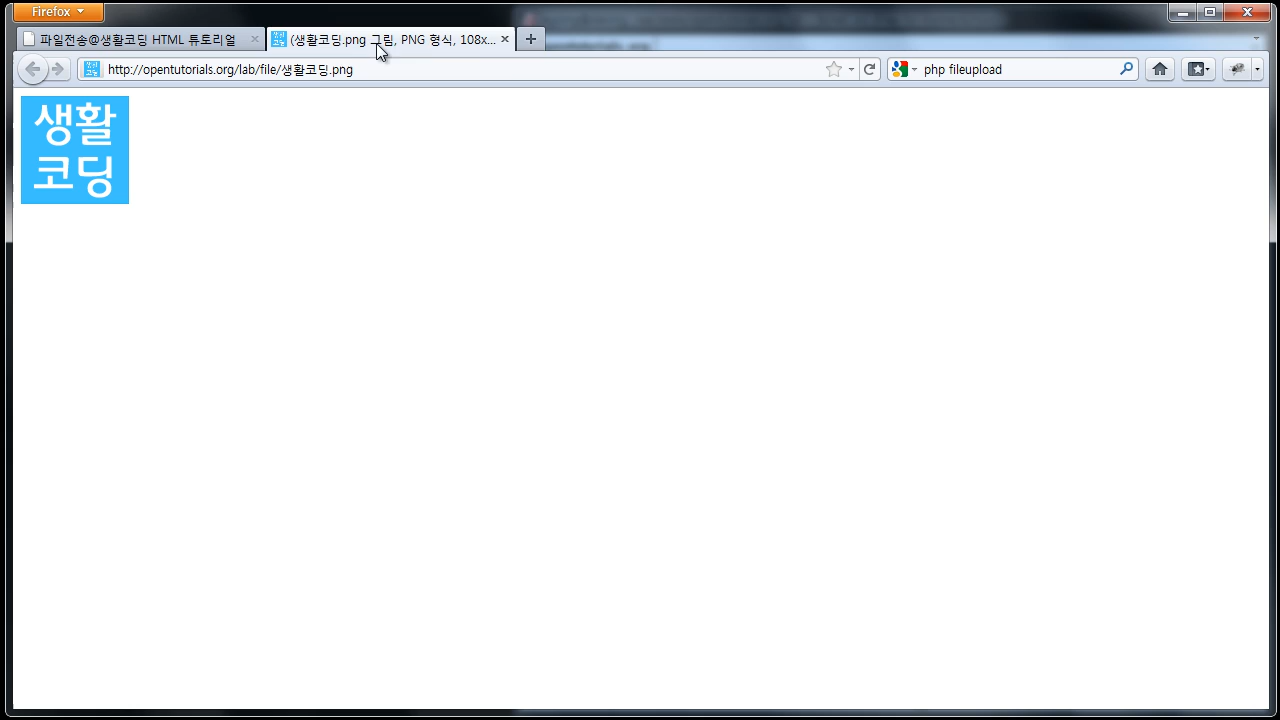 Firefox
파일전송@생활코딩 HTML 튜토리얼
(생활코딩.png 그림, PNG 형식, 108x...
http://opentutorials.org/lab/file/생활코딩.png
php fileupload
생활
코딩